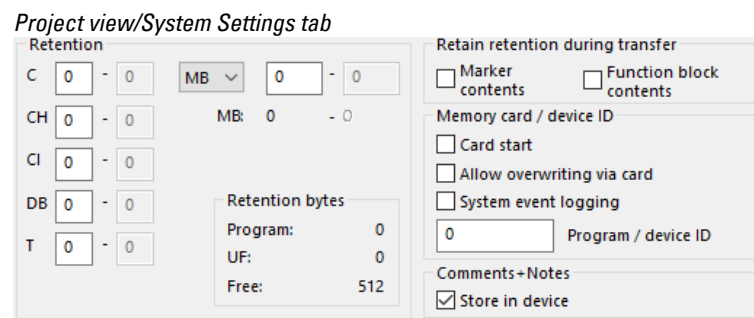 Project view/System Settings tab
Retention
C 0 - 0 MB 0 - 0
CH 0 - 0 MB: 0 - 0
CI 0 - 0
DB 0 - 0
T 0 - 0
Retention bytes
Program: 0
UF: 0
Free: 512
Retain retention during transfer
Marker contents
Function block contents
Memory card / device ID
Card start
Allow overwriting via card
System event logging
0 Program / device ID
Comments+Notes
Store in device